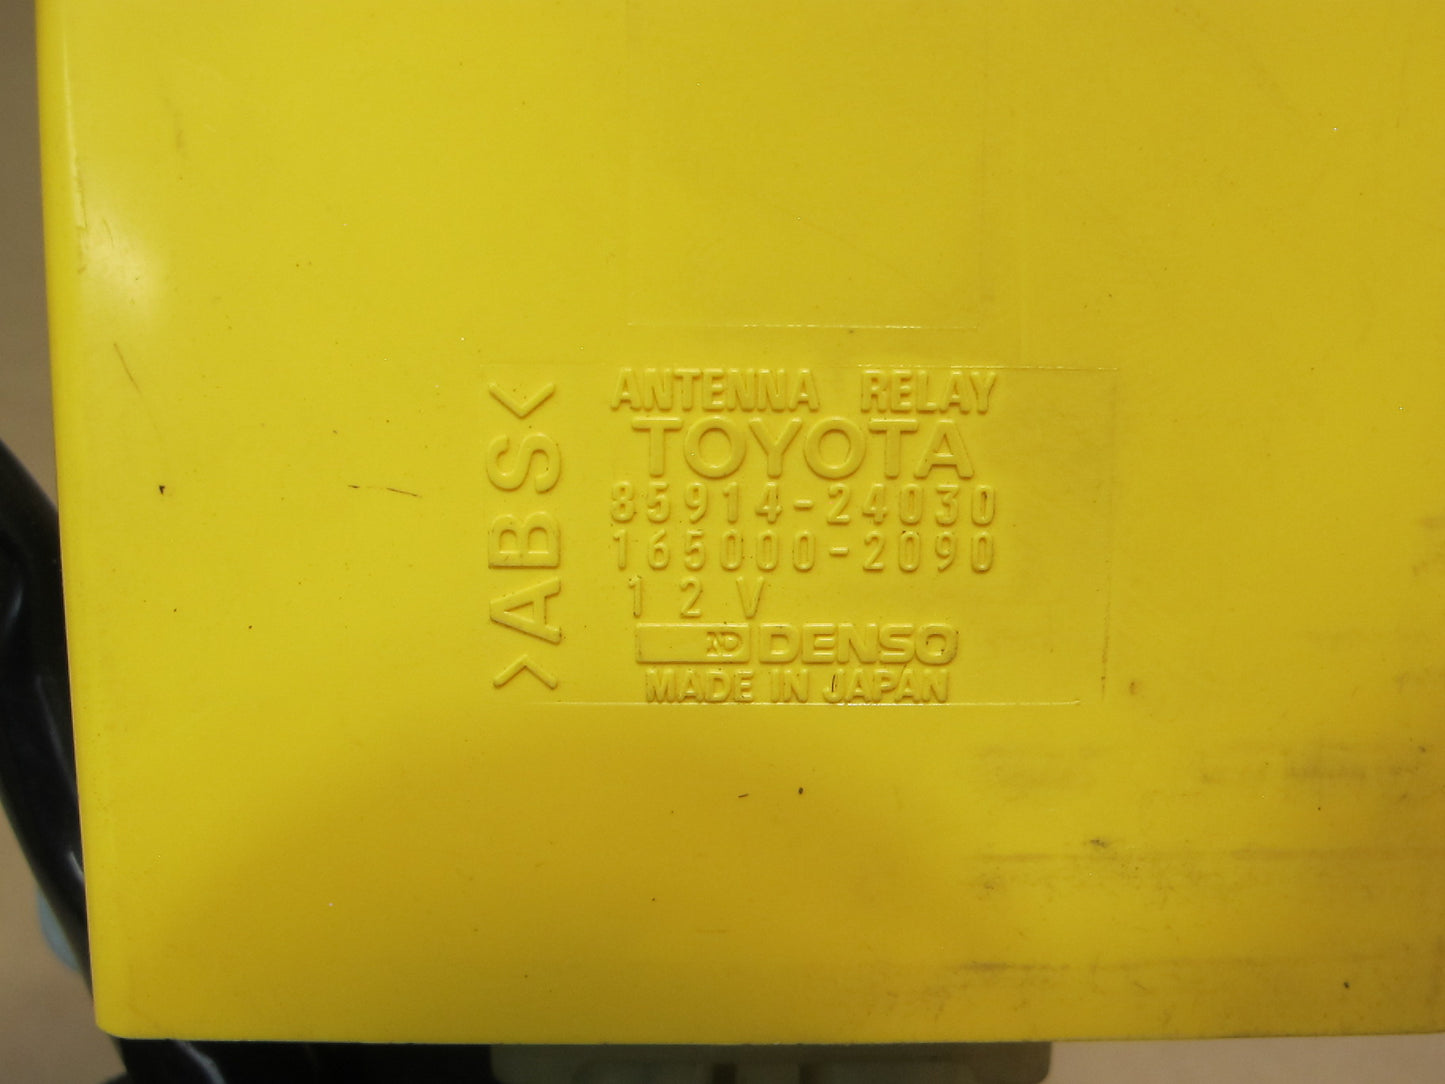 >ABS<
ANTENNA RELAY
TOYOTA
85914-24030
165000-2090
12V
ND DENSO
MADE IN JAPAN